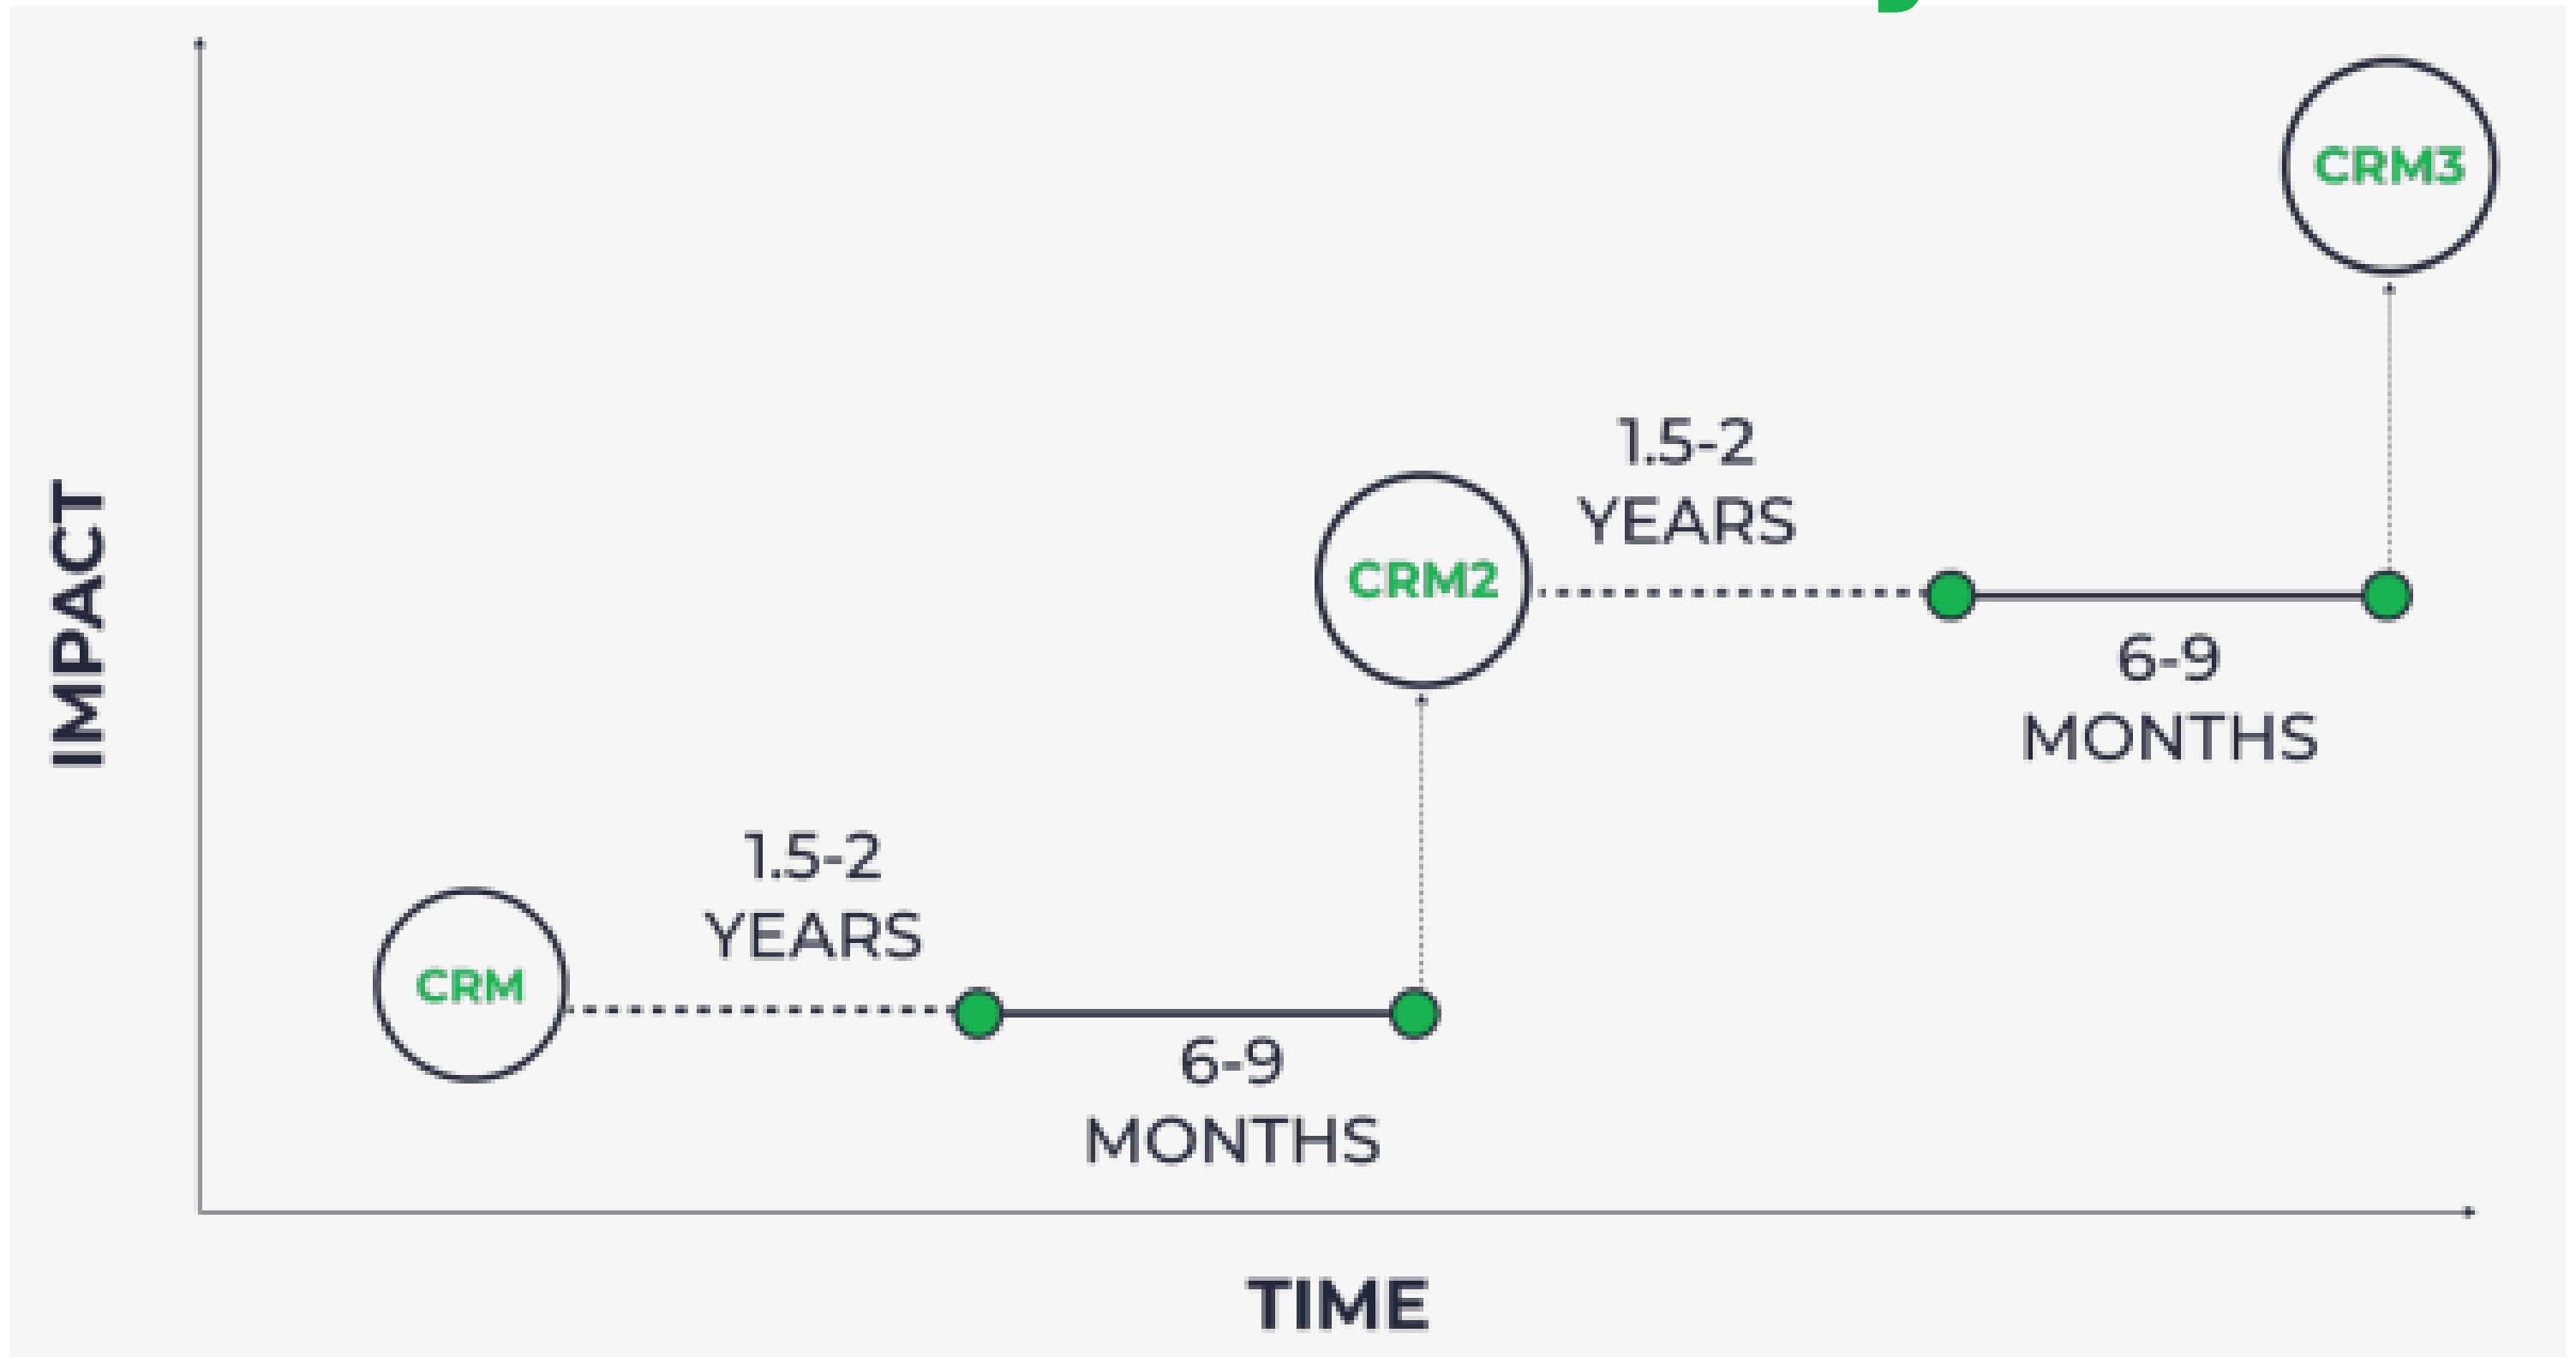 CRM3
1.5-2
YEARS
CRM2
6-9
MONTHS
IMPACT
1.5-2
YEARS
CRM
6-9
MONTHS
TIME